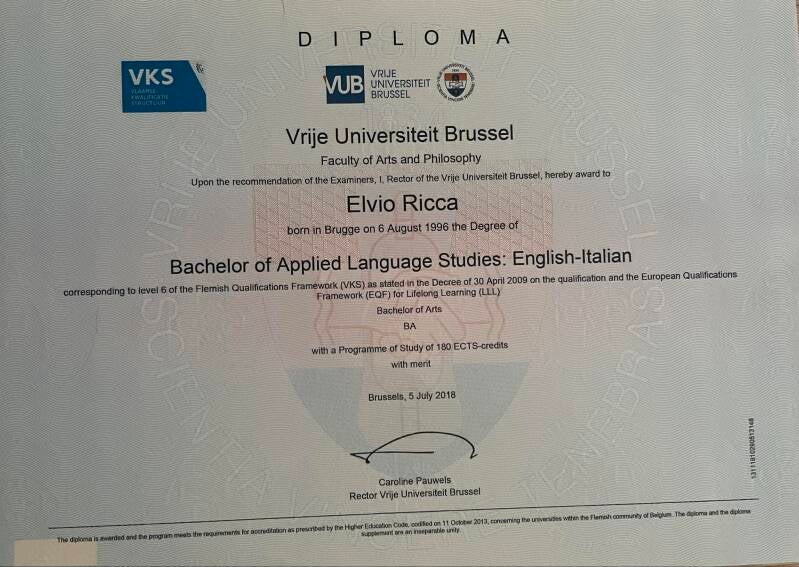 DIPLOMA
VKS
VLAAMSE
KWALIFICATIE
STRUCTUUR
VUB
VRIJE
UNIVERSITEIT
BRUSSEL
Vrije Universiteit Brussel
Faculty of Arts and Philosophy
Upon the recommendation of the Examiners, I, Rector of the Vrije Universiteit Brussel, hereby award to
Elvio Ricca
born in Brugge on 6 August 1996 the Degree of
Bachelor of Applied Language Studies: English-Italian
corresponding to level 6 of the Flemish Qualifications Framework (VKS) as stated in the Decree of 30 April 2009 on the qualification and the European Qualifications
Framework (EQF) for Lifelong Learning (LLL)
Bachelor of Arts
BA
with a Programme of Study of 180 ECTS-credits
with merit
Brussels, 5 July 2018
Caroline Pauwels
Rector Vrije Universiteit Brussel
The diploma is awarded and the program meets the requirements for accreditation as prescribed by the Higher Education Code, codified on 11 October 2013, concerning the universities within the Flemish community of Belgium. The diploma and the diploma
supplement are an inseparable unity.